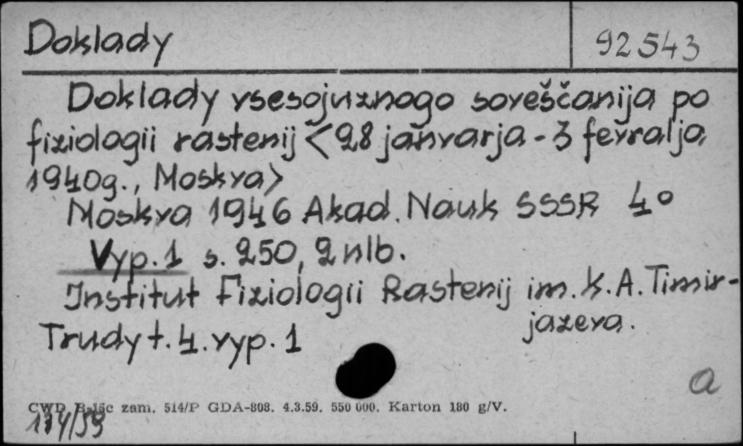 Doklady 92543
Doklady vsesojuznogo soveščanija po
fiziologii rastenij <28 janvarja - 3 fevralja
1940g., Moskva>
Moskva 1946 Akad. Nauk SSSR 4°
Vyp. 1 s. 250, 2 nlb.
Institut Fiziologii Rastenij im. K. A. Timir-
jazeva.
Trudy t. 4. vyp. 1
a
CWD, zam. 514/P GDA-808. 4.3.59. 550 000. Karton 180 g/V.
174/59